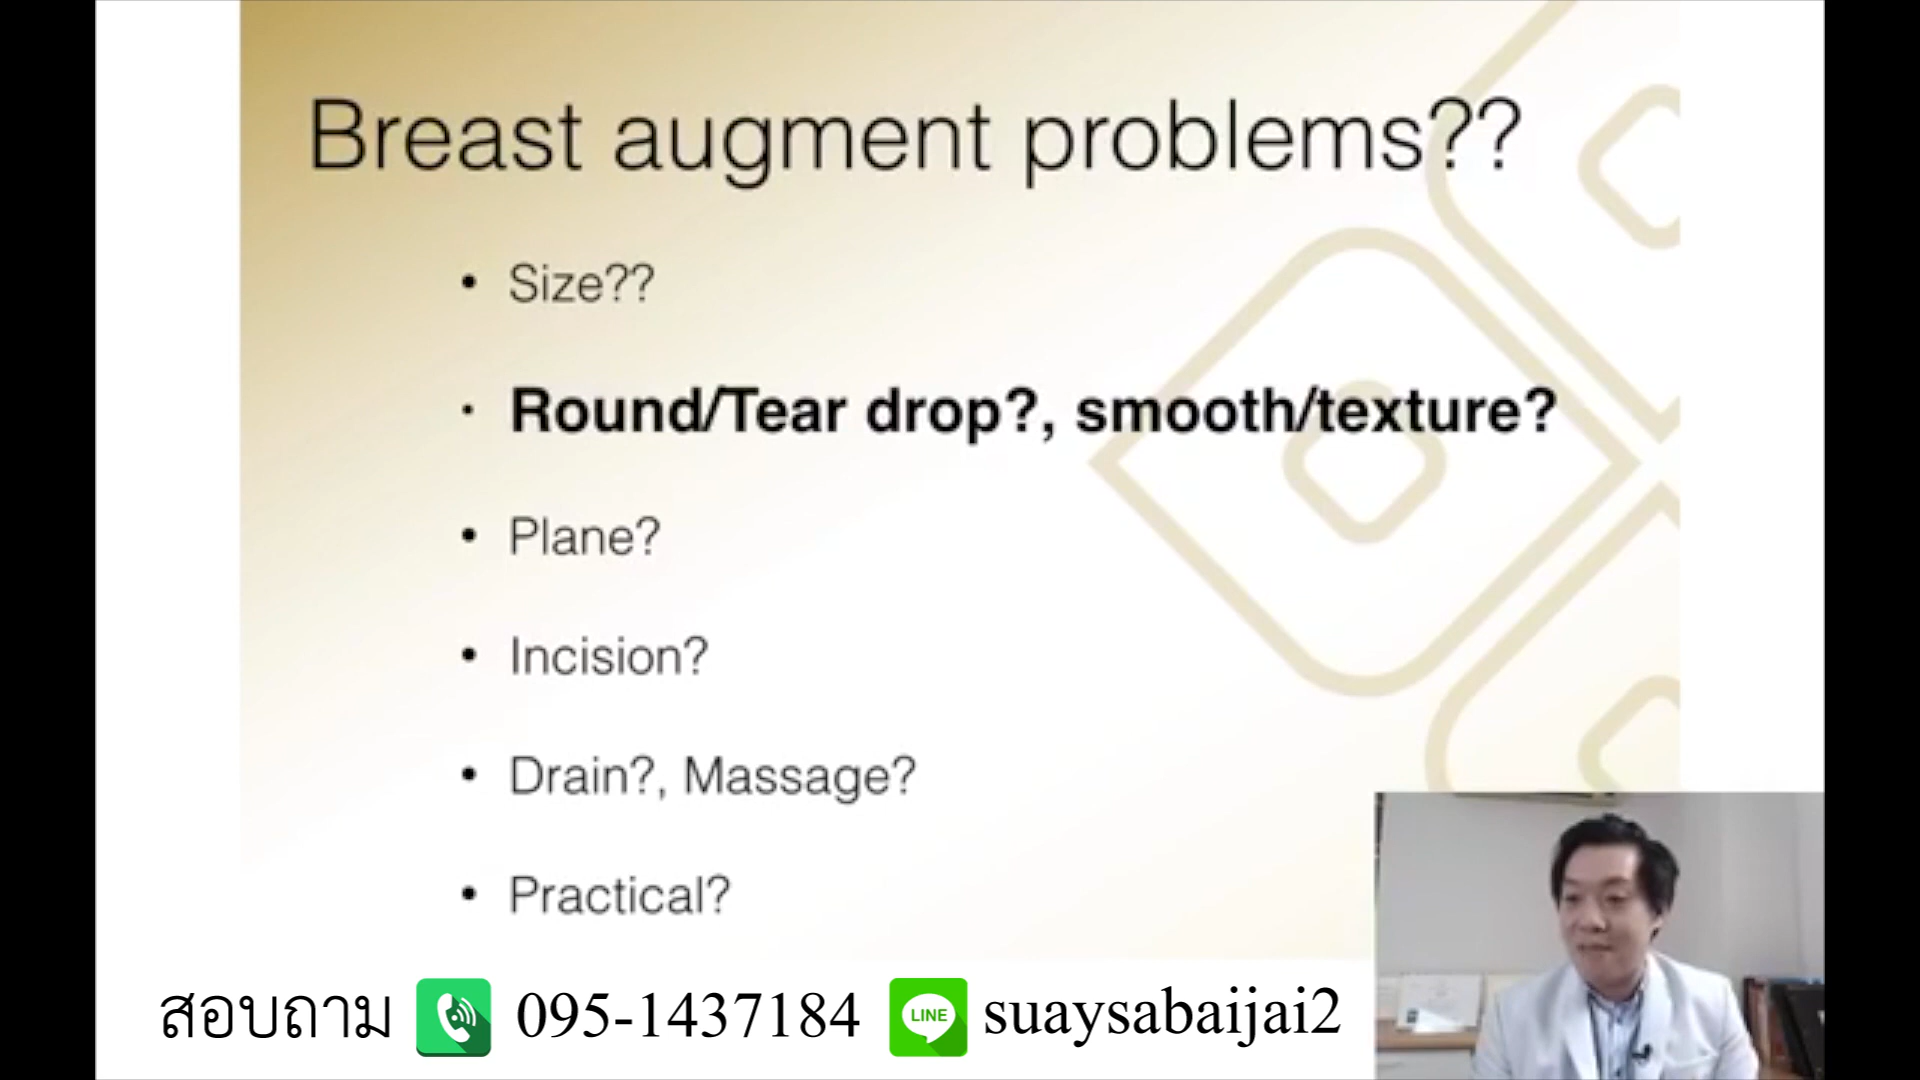 Breast augment problems??
• Size??
• Round/Tear drop?, smooth/texture?
• Plane?
• Incision?
• Drain?, Massage?
• Practical?
สอบถาม 095-1437184 LINE suaysabaijai2